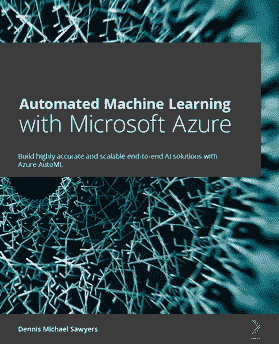 Automated Machine Learning
with Microsoft Azure
Build highly accurate and scalable end-to-end AI solutions with
Azure AutoML
Dennis Michael Sawyers